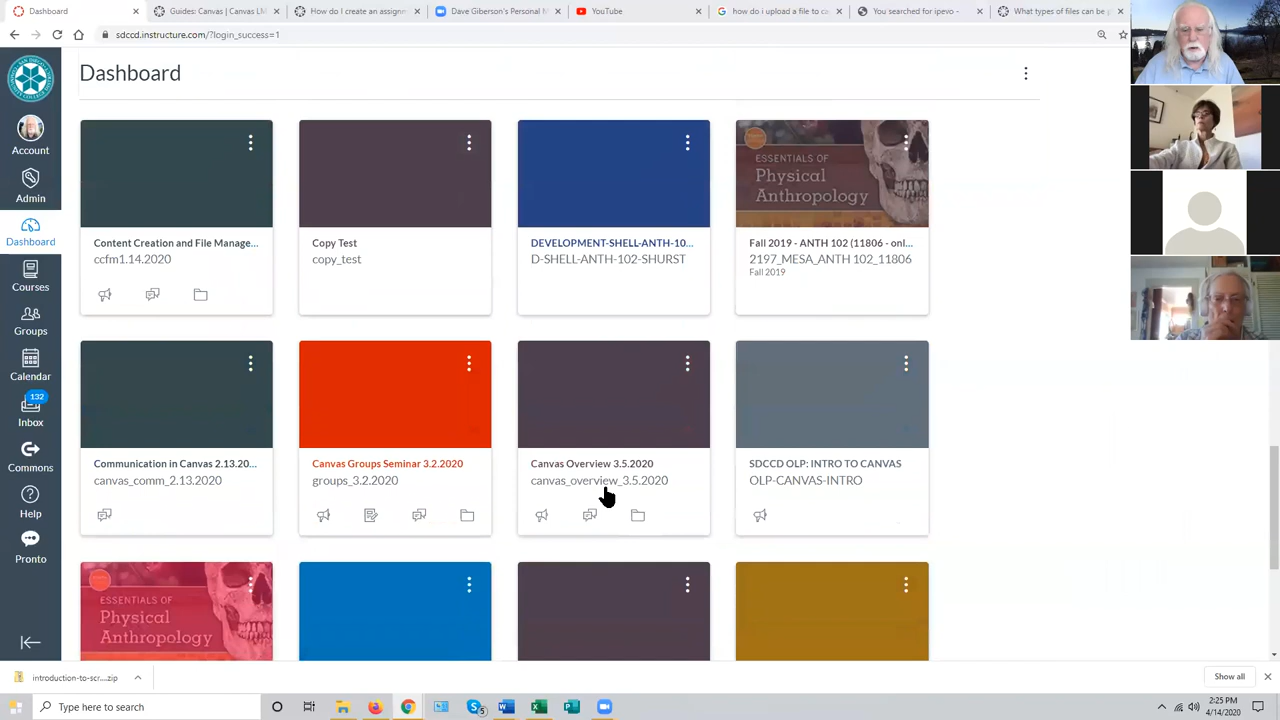 Dashboard
Guides: Canvas | Canvas LM
How do I create an assignm
Dave Giberson's Personal M
YouTube
how do i upload a file to ca
You searched for ipevo -
What types of files can be
sdccd.instructure.com/?login_success=1
Dashboard
Account
Admin
Dashboard
Courses
Groups
Calendar
132
Inbox
Commons
Help
Pronto
Content Creation and File Manage...
ccfm1.14.2020
Copy Test
copy_test
DEVELOPMENT-SHELL-ANTH-10...
D-SHELL-ANTH-102-SHURST
ESSENTIALS OF
Physical
Anthropology
Fall 2019 - ANTH 102 (11806 - onl...
2197_MESA_ANTH 102_11806
Fall 2019
Communication in Canvas 2.13.20...
canvas_comm_2.13.2020
Canvas Groups Seminar 3.2.2020
groups_3.2.2020
Canvas Overview 3.5.2020
canvas_overview_3.5.2020
SDCCD OLP: INTRO TO CANVAS
OLP-CANVAS-INTRO
ESSENTIALS OF
Physical
Anthropology
introduction-to-scr....zip
Show all
Type here to search
5
2:25 PM
4/14/2020